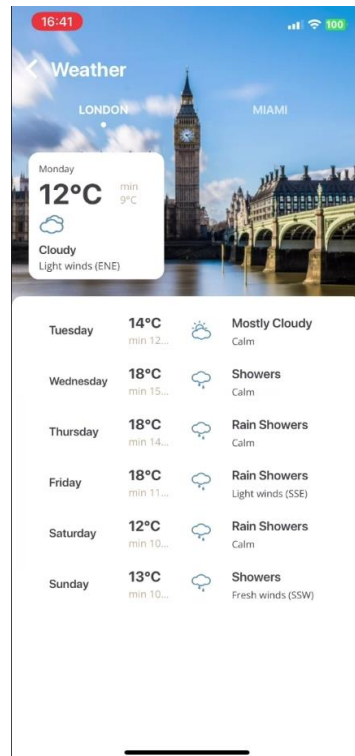 16:41
100
Weather
LONDON
MIAMI
Monday
12°C
min
9°C
Cloudy
Light winds (ENE)
Tuesday
14°C
min 12...
Mostly Cloudy
Calm
Wednesday
18°C
min 15...
Showers
Calm
Thursday
18°C
min 14...
Rain Showers
Calm
Friday
18°C
min 11...
Rain Showers
Light winds (SSE)
Saturday
12°C
min 10...
Rain Showers
Calm
Sunday
13°C
min 10...
Showers
Fresh winds (SSW)